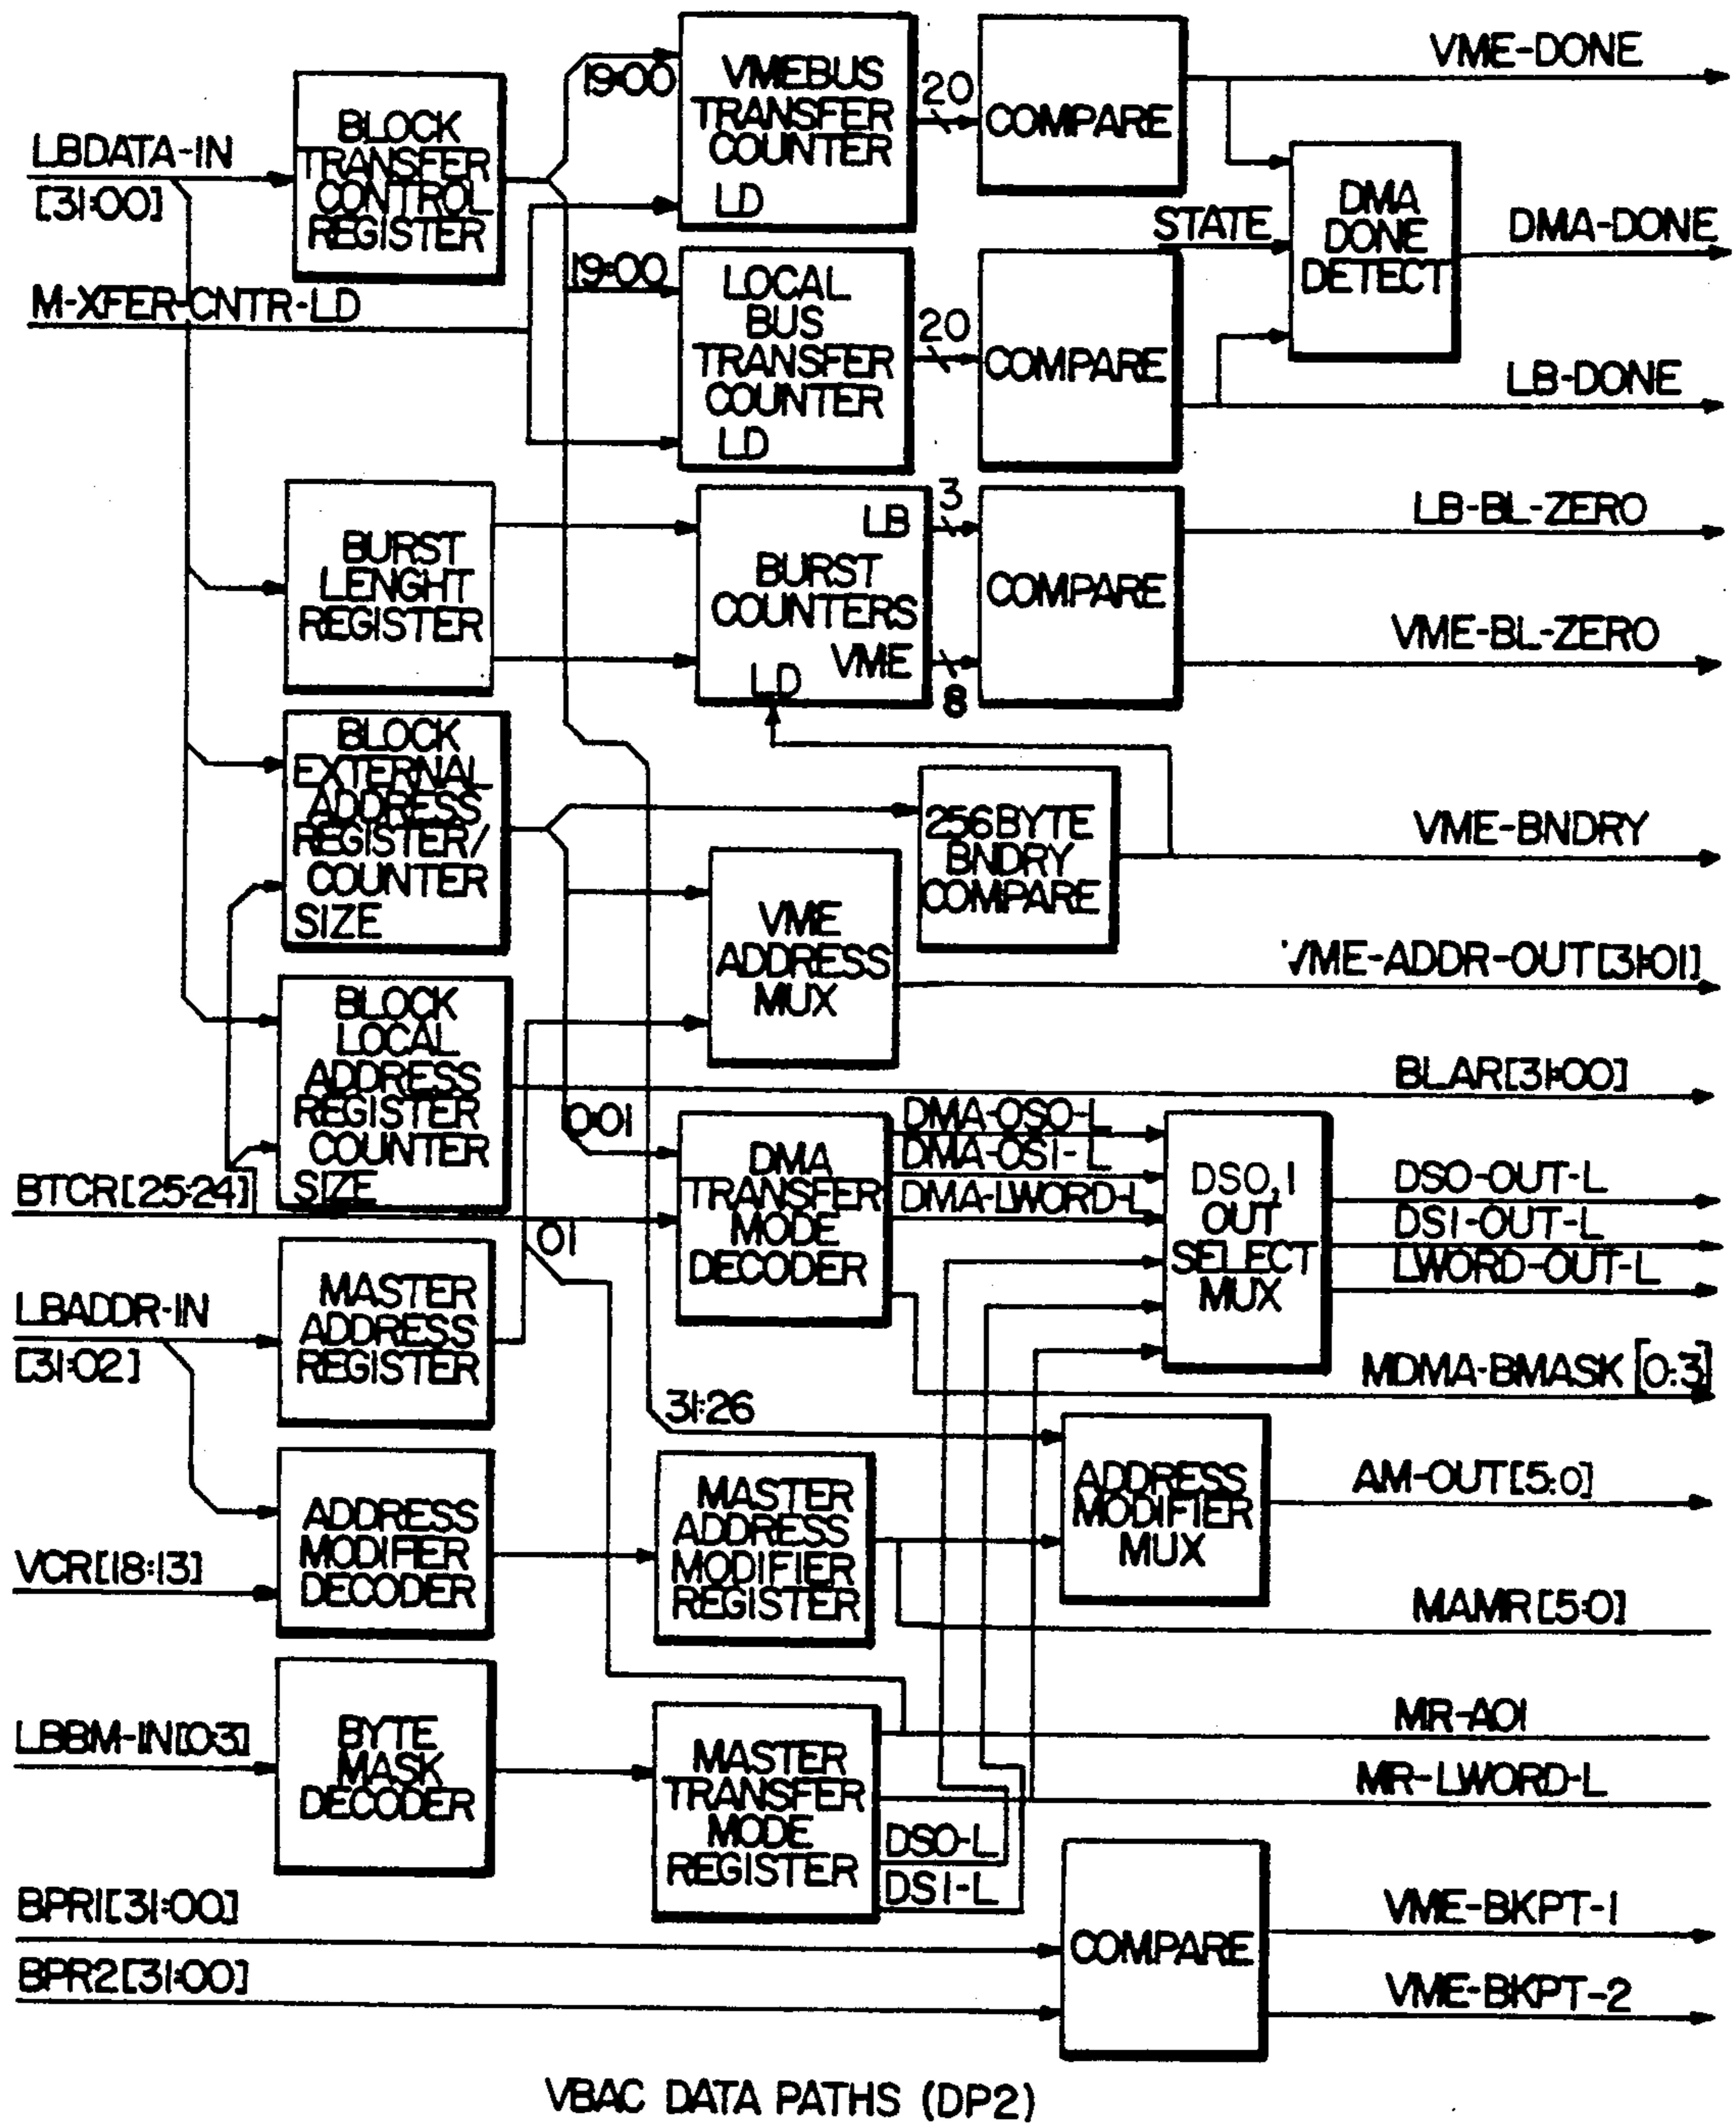 VME-DONE
VMEBUS
TRANSFER
COUNTER
LD
19:00
20
COMPARE
BLOCK
TRANSFER
CONTROL
REGISTER
LBDATA-IN
[31:00]
DMA
DONE
DETECT
STATE
DMA-DONE
M-XFER-CNTR-LD
19:00
LOCAL
BUS
TRANSFER
COUNTER
LD
20
COMPARE
LB-DONE
BURST
LENGHT
REGISTER
LB
BURST
COUNTERS
VME
LD
3
8
COMPARE
LB-BL-ZERO
VME-BL-ZERO
BLOCK
EXTERNAL
ADDRESS
REGISTER/
COUNTER
SIZE
256 BYTE
BNDRY
COMPARE
VME-BNDRY
VME
ADDRESS
MUX
VME-ADDR-OUT[31:01]
BLOCK
LOCAL
ADDRESS
REGISTER
COUNTER
SIZE
BLAR[31:00]
0:01
BTCR[25:24]
DMA
TRANSFER
MODE
DECODER
DMA-OSO-L
DMA-OSI-L
DMA-LWORD-L
DSO,1
OUT
SELECT
MUX
DSO-OUT-L
DSI-OUT-L
LWORD-OUT-L
01
LBADDR-IN
[31:02]
MASTER
ADDRESS
REGISTER
MDMA-BMASK [0:3]
31:26
ADDRESS
MODIFIER
MUX
AM-OUT[5:0]
VCR[18:13]
ADDRESS
MODIFIER
DECODER
MASTER
ADDRESS
MODIFIER
REGISTER
MAMR[5:0]
LBBM-IN[0:3]
BYTE
MASK
DECODER
MASTER
TRANSFER
MODE
REGISTER
DSO-L
DS1-L
MR-A01
MR-LWORD-L
BPR1[31:00]
BPR2[31:00]
COMPARE
VME-BKPT-1
VME-BKPT-2
VBAC DATA PATHS (DP2)